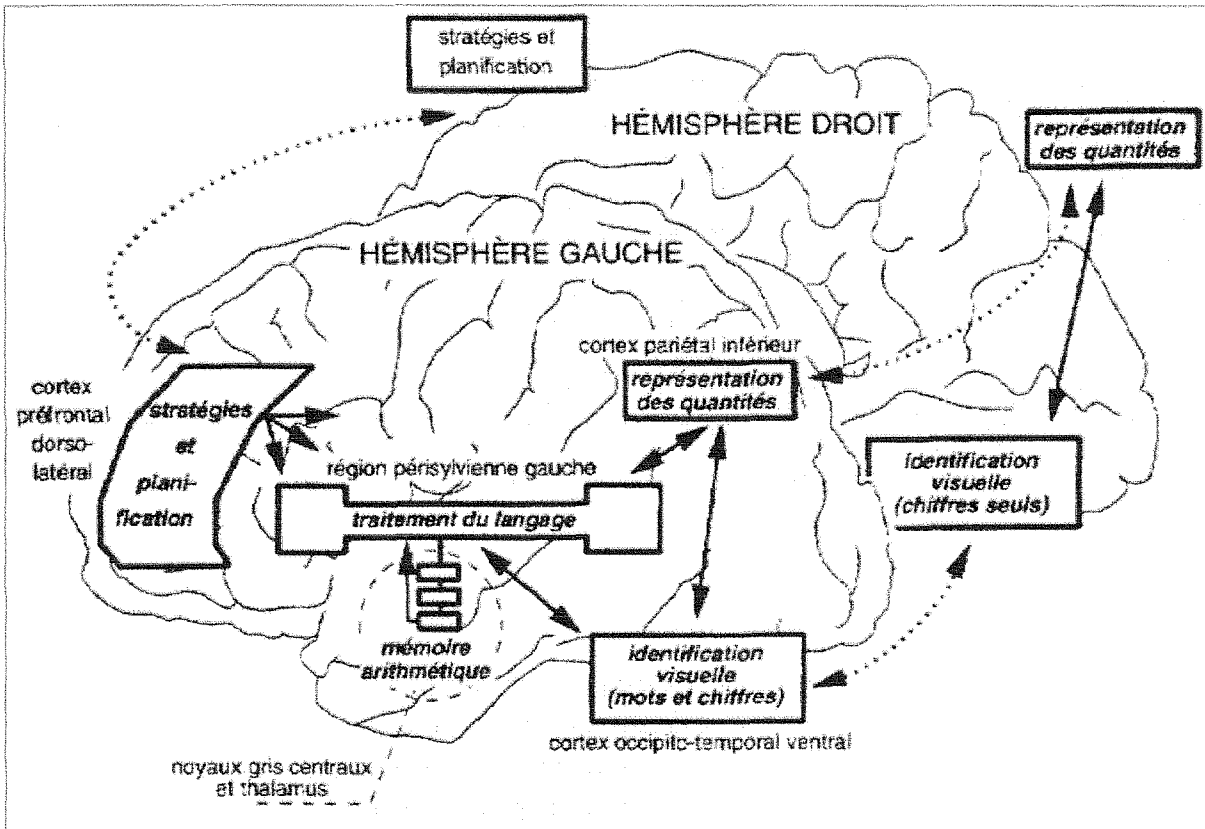 stratégies et
planification
HÉMISPHÈRE DROIT
représentation
des quantités
HÉMISPHÈRE GAUCHE
cortex pariétal inférieur
représentation
des quantités
cortex
préfrontal
dorso-
latéral
stratégies
et
plani-
fication
région périsylvienne gauche
traitement du langage
identification
visuelle
(chiffres seuls)
mémoire
arithmétique
identification
visuelle
(mots et chiffres)
cortex occipito-temporal ventral
noyaux gris centraux
et thalamus